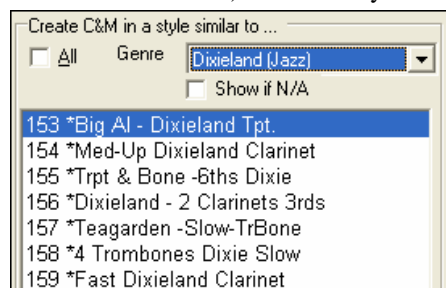 Create C&M in a style similar to ...
All Genre Dixieland (Jazz)
Show if N/A
153 *Big Al - Dixieland Tpt.
154 *Med-Up Dixieland Clarinet
155 *Trpt & Bone -6ths Dixie
156 *Dixieland - 2 Clarinets 3rds
157 *Teagarden -Slow-TrBone
158 *4 Trombones Dixie Slow
159 *Fast Dixieland Clarinet